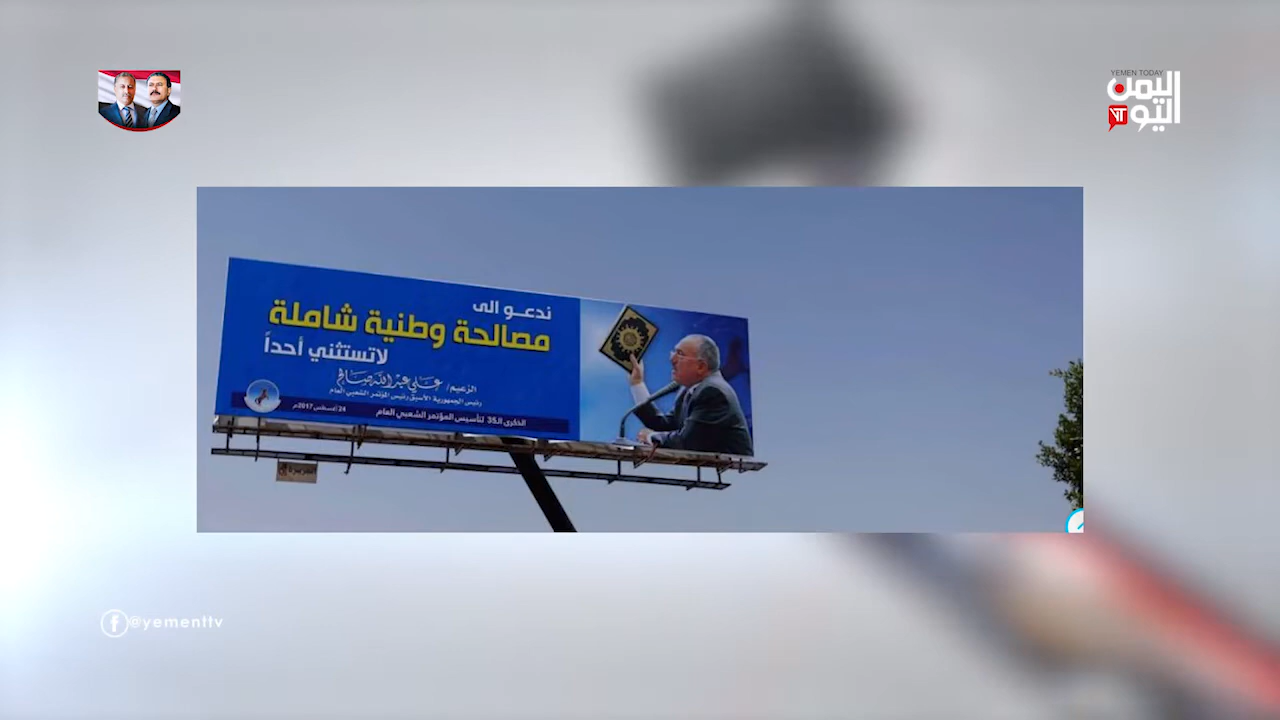 YEMEN TODAY
اليمن
اليوم
ندعـــو الى
مصالحة وطنية شاملة
لاتستثني أحداً
الزعيم/ علي عبدالله صالح
رئيس الجمهورية الأسبق رئيس المؤتمر الشعبي العام
الذكرى الـ35 لتأسيس المؤتمر الشعبي العام
24 أغسطس 2017م
@yementtv